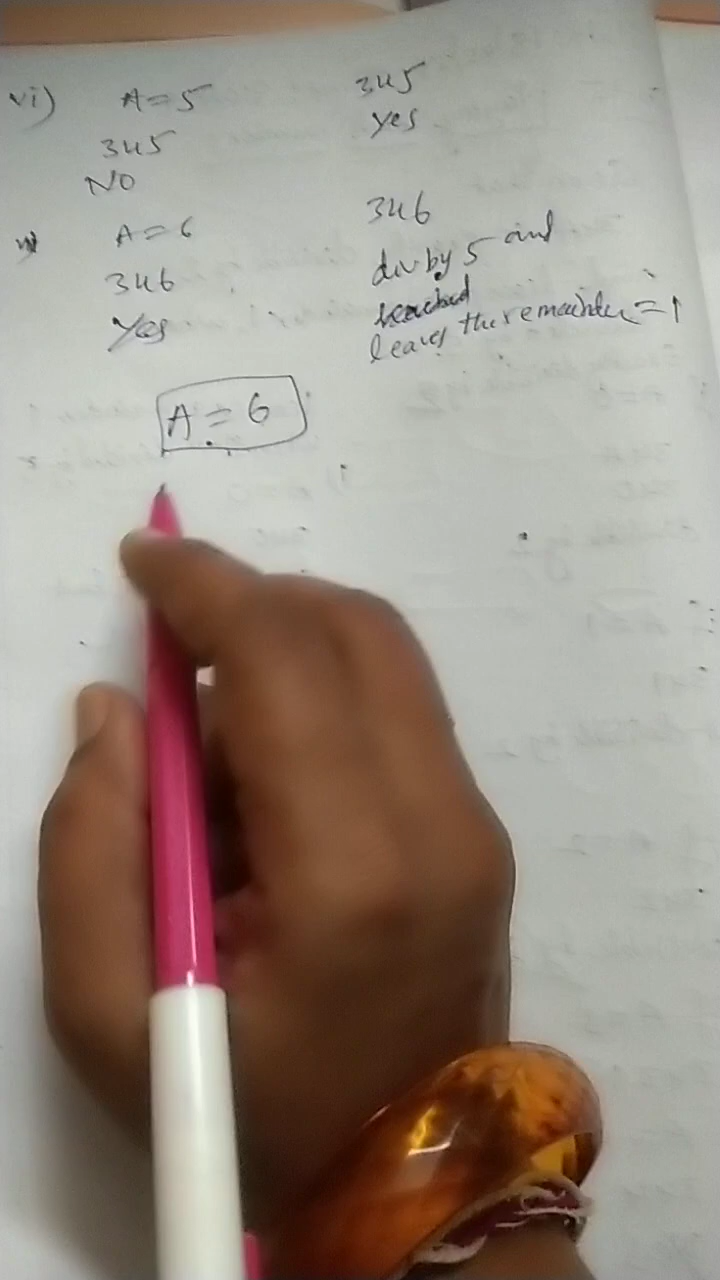 vi) A=5 345
345 Yes
NO
A=6 346
346 div by 5 and
Yes
leaves the remainder = 1
A = 6